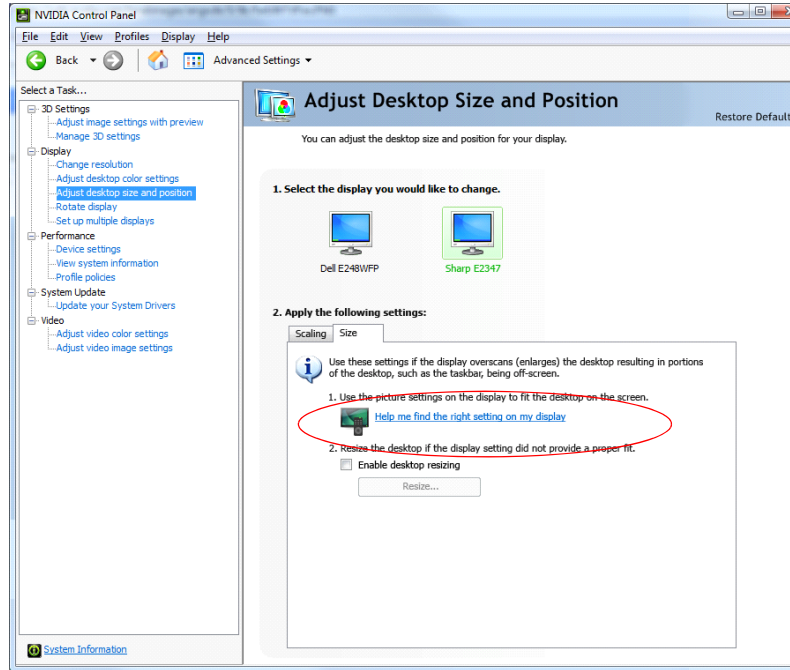 NVIDIA Control Panel
File Edit View Profiles Display Help
Back Advanced Settings
Select a Task...
3D Settings
Adjust image settings with preview
Manage 3D settings
Display
Change resolution
Adjust desktop color settings
Adjust desktop size and position
Rotate display
Set up multiple displays
Performance
Device settings
View system information
Profile policies
System Update
Update your System Drivers
Video
Adjust video color settings
Adjust video image settings
System Information
Adjust Desktop Size and Position
Restore Default
You can adjust the desktop size and position for your display.
1. Select the display you would like to change.
Dell E248WFP
Sharp E2347
2. Apply the following settings:
Scaling Size
Use these settings if the display overscans (enlarges) the desktop resulting in portions
of the desktop, such as the taskbar, being off-screen.
1. Use the picture settings on the display to fit the desktop on the screen.
Help me find the right setting on my display
2. Resize the desktop if the display setting did not provide a proper fit.
Enable desktop resizing
Resize...